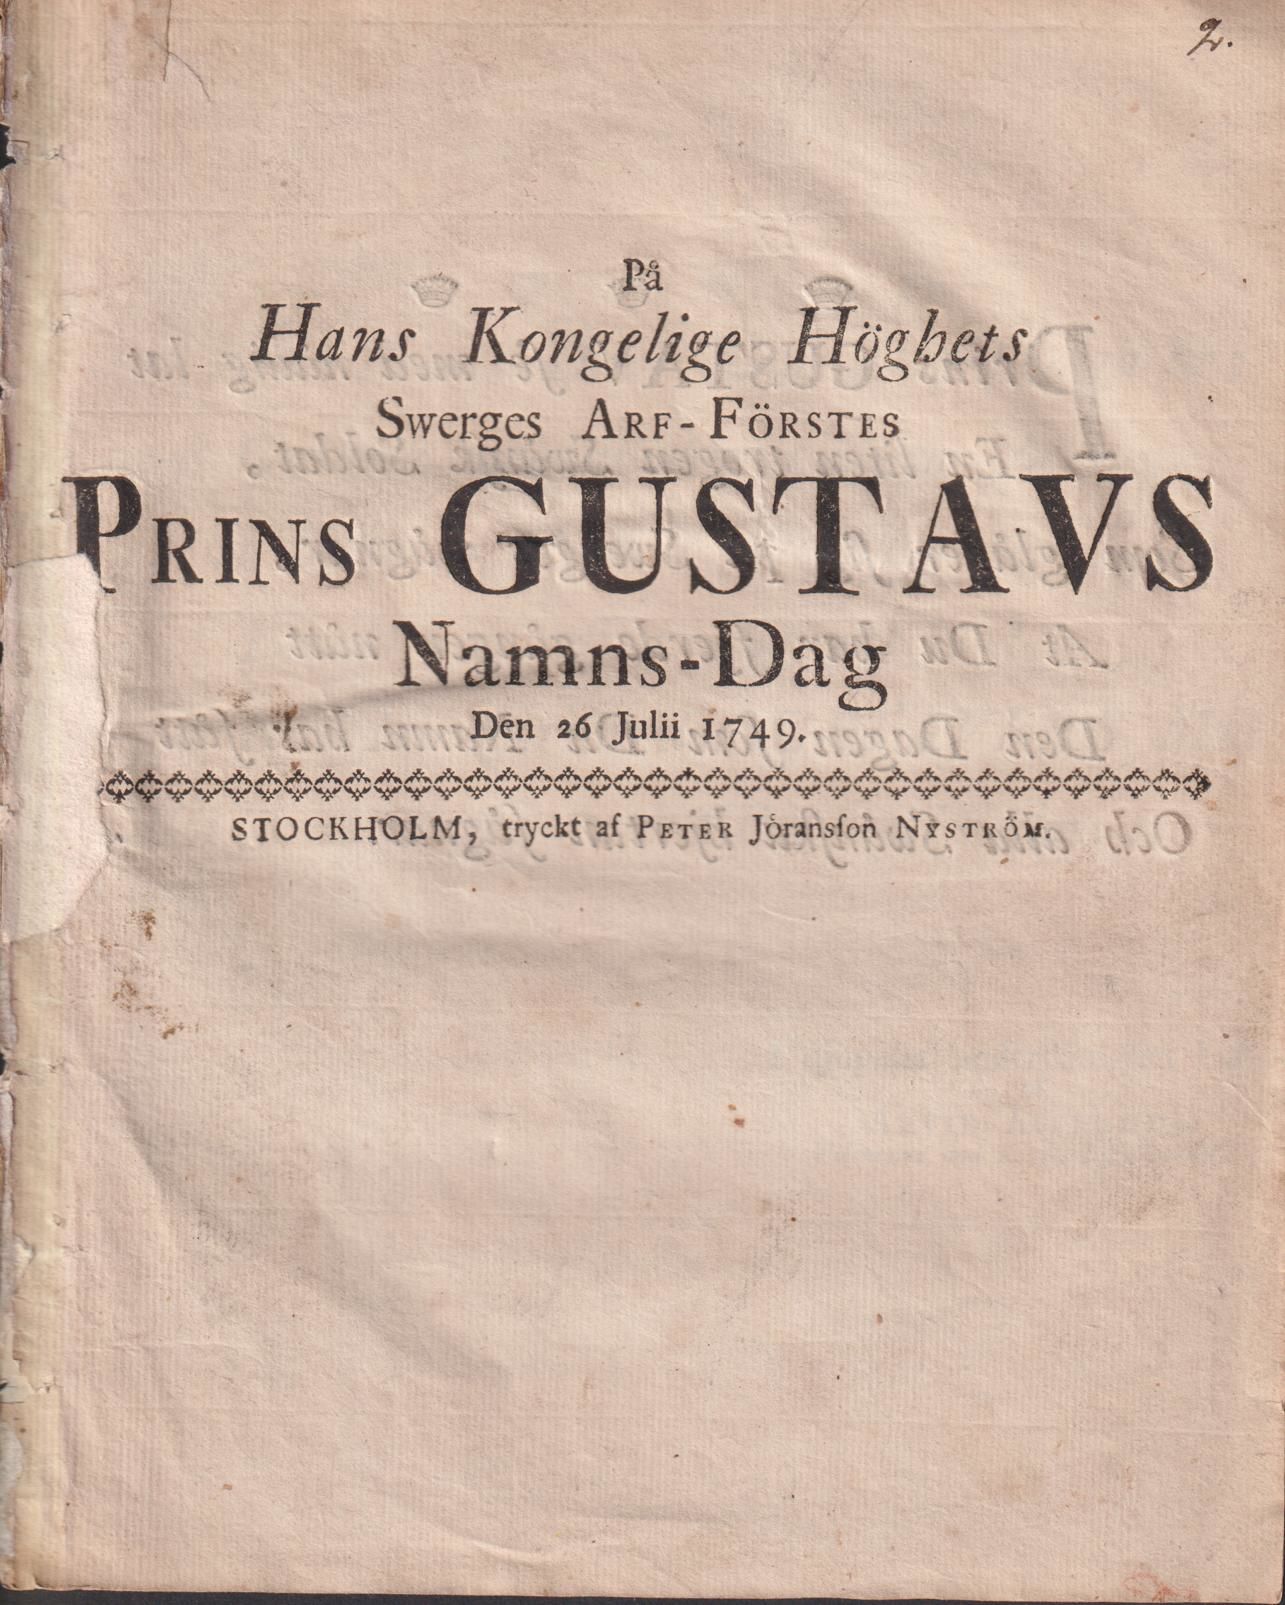 2.
På
Hans Kongelige Höghets
Swerges ARF-FÖRSTES
PRINS GUSTAVS
Namns-Dag
Den 26 Julii 1749.
STOCKHOLM, tryckt af PETER Jöransſon NYSTRÖM.